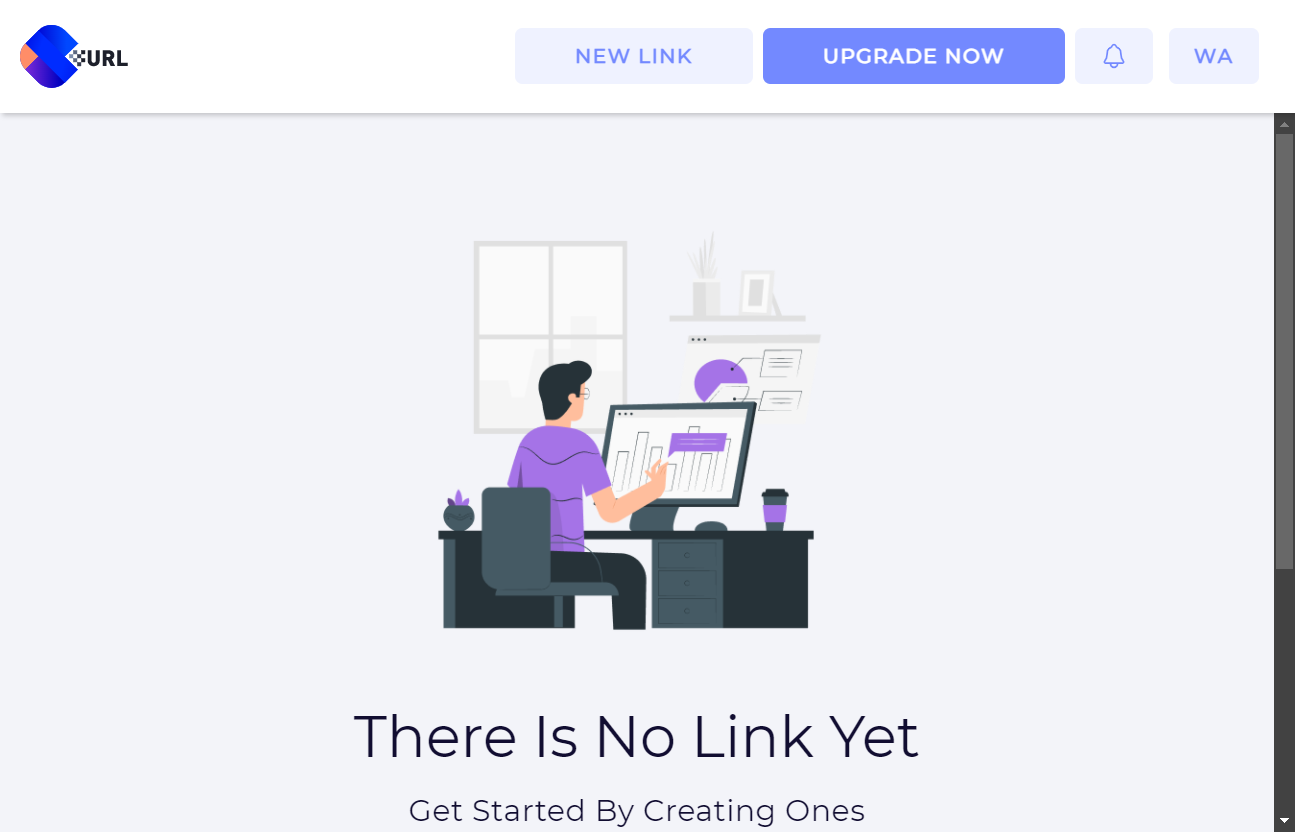 URL
NEW LINK
UPGRADE NOW
WA
There Is No Link Yet
Get Started By Creating Ones